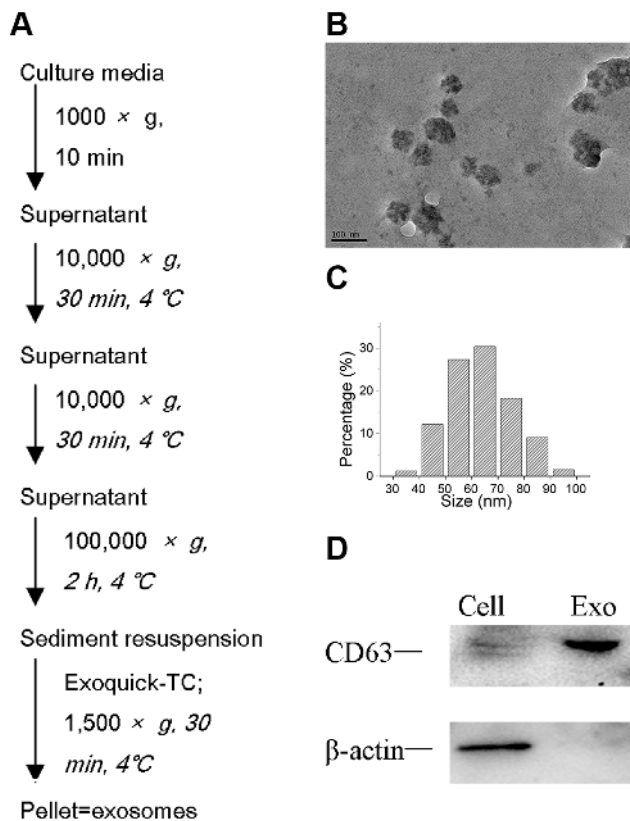 A
Culture media
1000 × g,
10 min
Supernatant
10,000 × g,
30 min, 4 °C
Supernatant
10,000 × g,
30 min, 4 °C
Supernatant
100,000 × g,
2 h, 4 °C
Sediment resuspension
Exoquick-TC;
1,500 × g, 30
min, 4°C
Pellet=exosomes
B
100 nm
C
Percentage (%)
30
20
10
0
30 40 50 60 70 80 90 100
Size (nm)
D
Cell Exo
CD63—
β-actin—